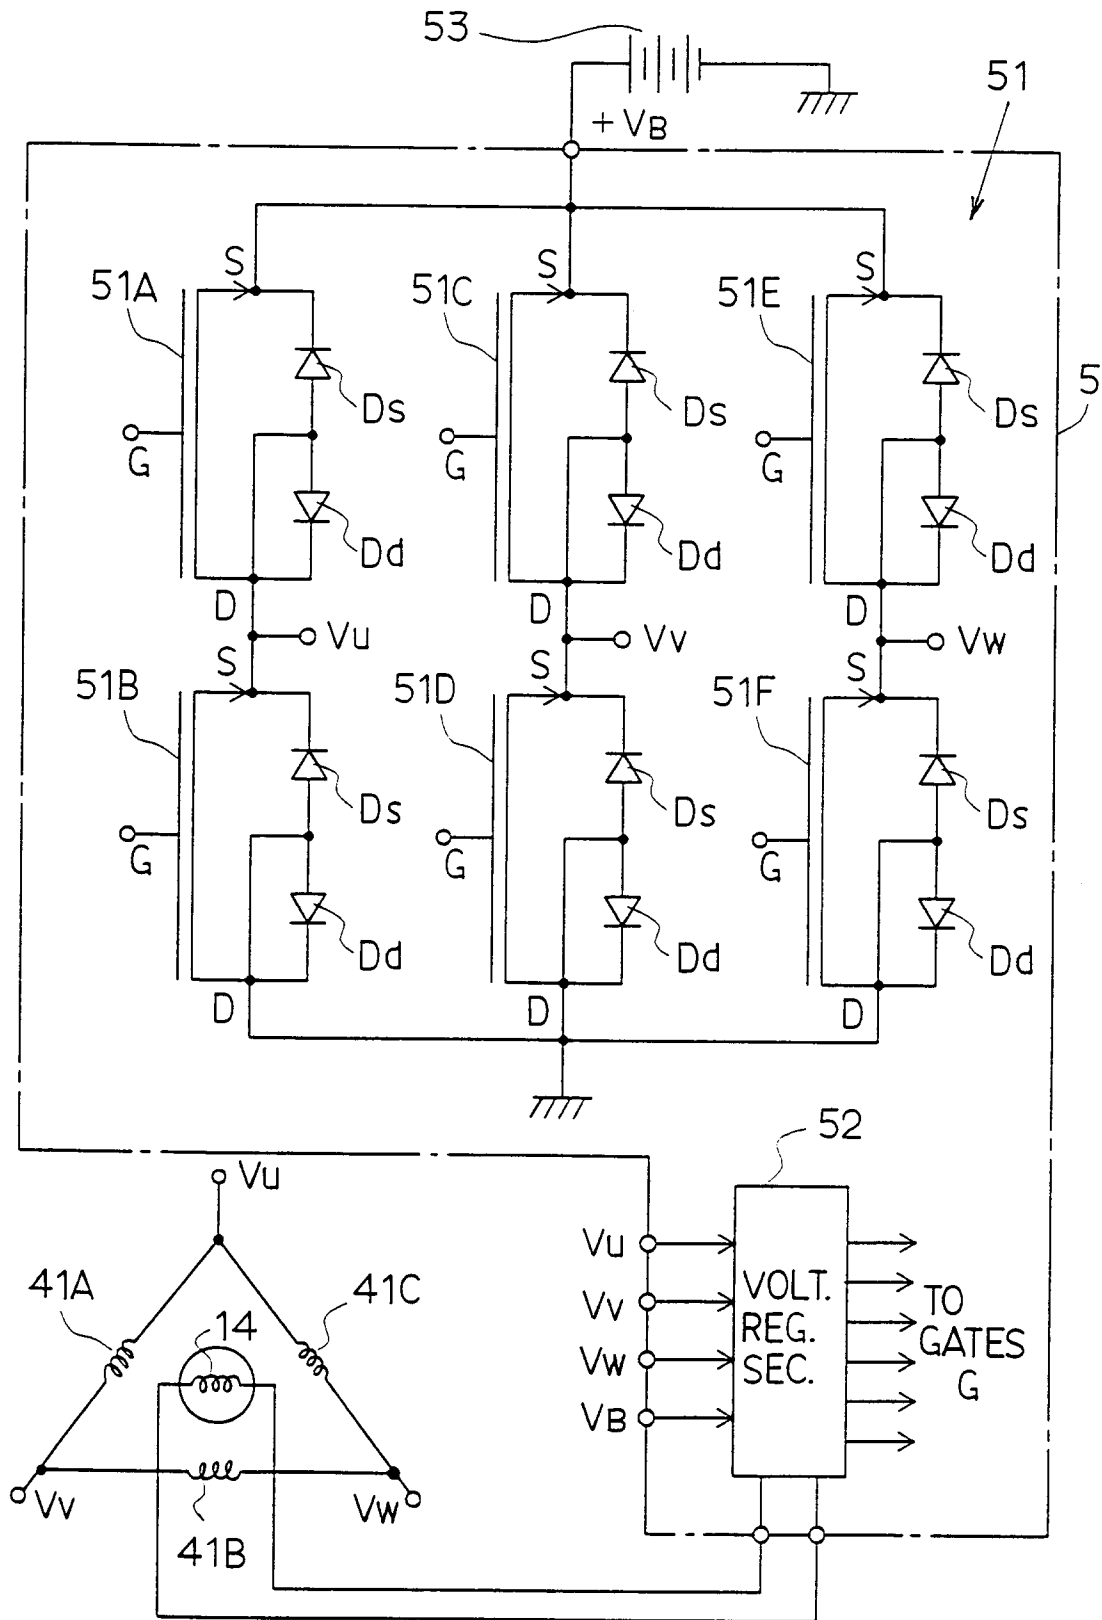 53
51
+VB
S
S
S
51A
51C
51E
5
Ds
Ds
Ds
G
G
G
Dd
Dd
Dd
D
D
D
Vu
Vv
Vw
S
S
S
51B
51D
51F
Ds
Ds
Ds
G
G
G
Dd
Dd
Dd
D
D
D
52
Vu
41A
41C
14
Vv
Vw
41B
Vu
Vv
Vw
VB
VOLT.
REG.
SEC.
TO
GATES
G